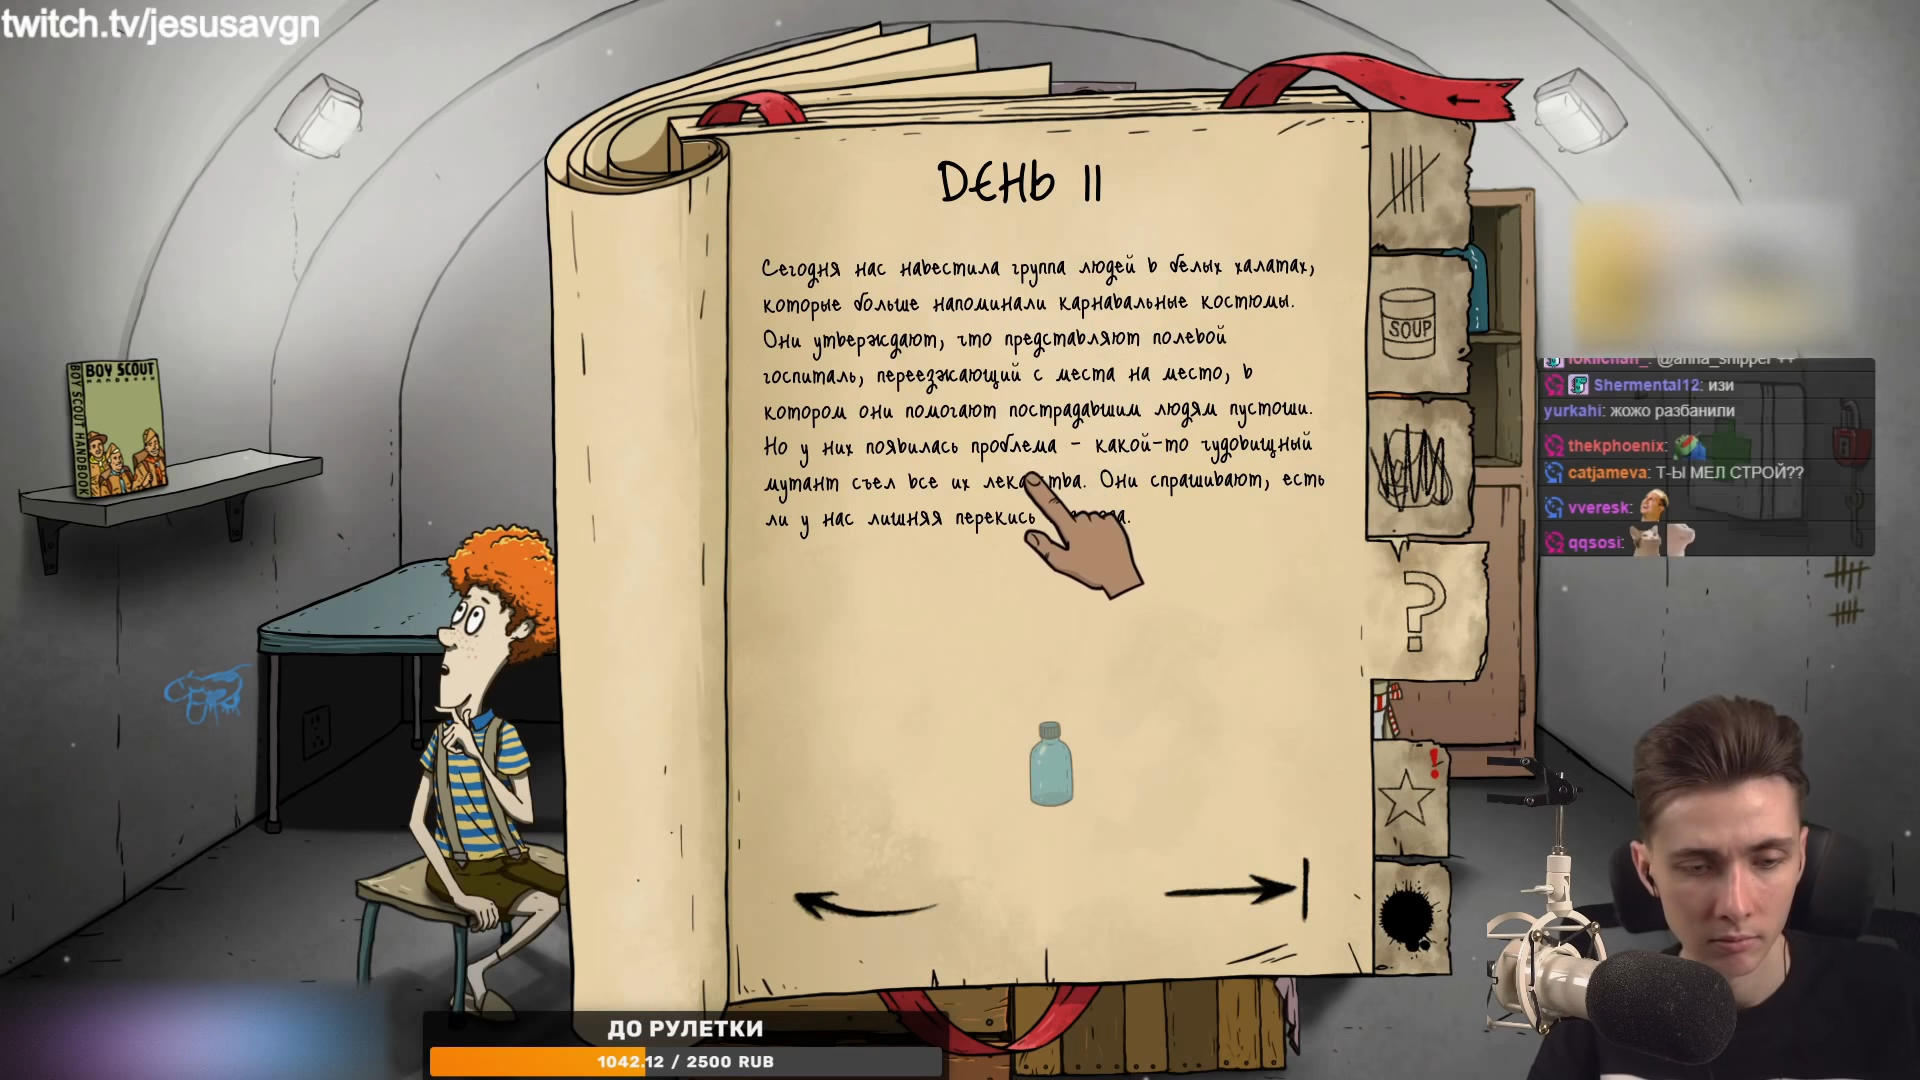 twitch.tv/jesusavgn
ДЕНЬ 11
Сегодня нас навестила группа людей в белых халатах,
которые больше напоминали карнавальные костюмы.
Они утверждают, что представляют полевой
госпиталь, переезжающий с места на место, в
котором они помогают пострадавшим людям пустоши.
Но у них появилась проблема - какой-то чудовищный
мутант съел все их Они спрашивают, есть
ли у нас лишняя перекись
SOUP
BOY SCOUT
HANDBOOK
BOY SCOUT HANDBOOK
: @anna_snipper ++
Shermental12: изи
yurkahi: жожо разбанили
thekphoenix:
catjameva: Т-Ы МЕЛ СТРОЙ??
vveresk:
qqsosi:
ДО РУЛЕТКИ
1042.12 / 2500 RUB